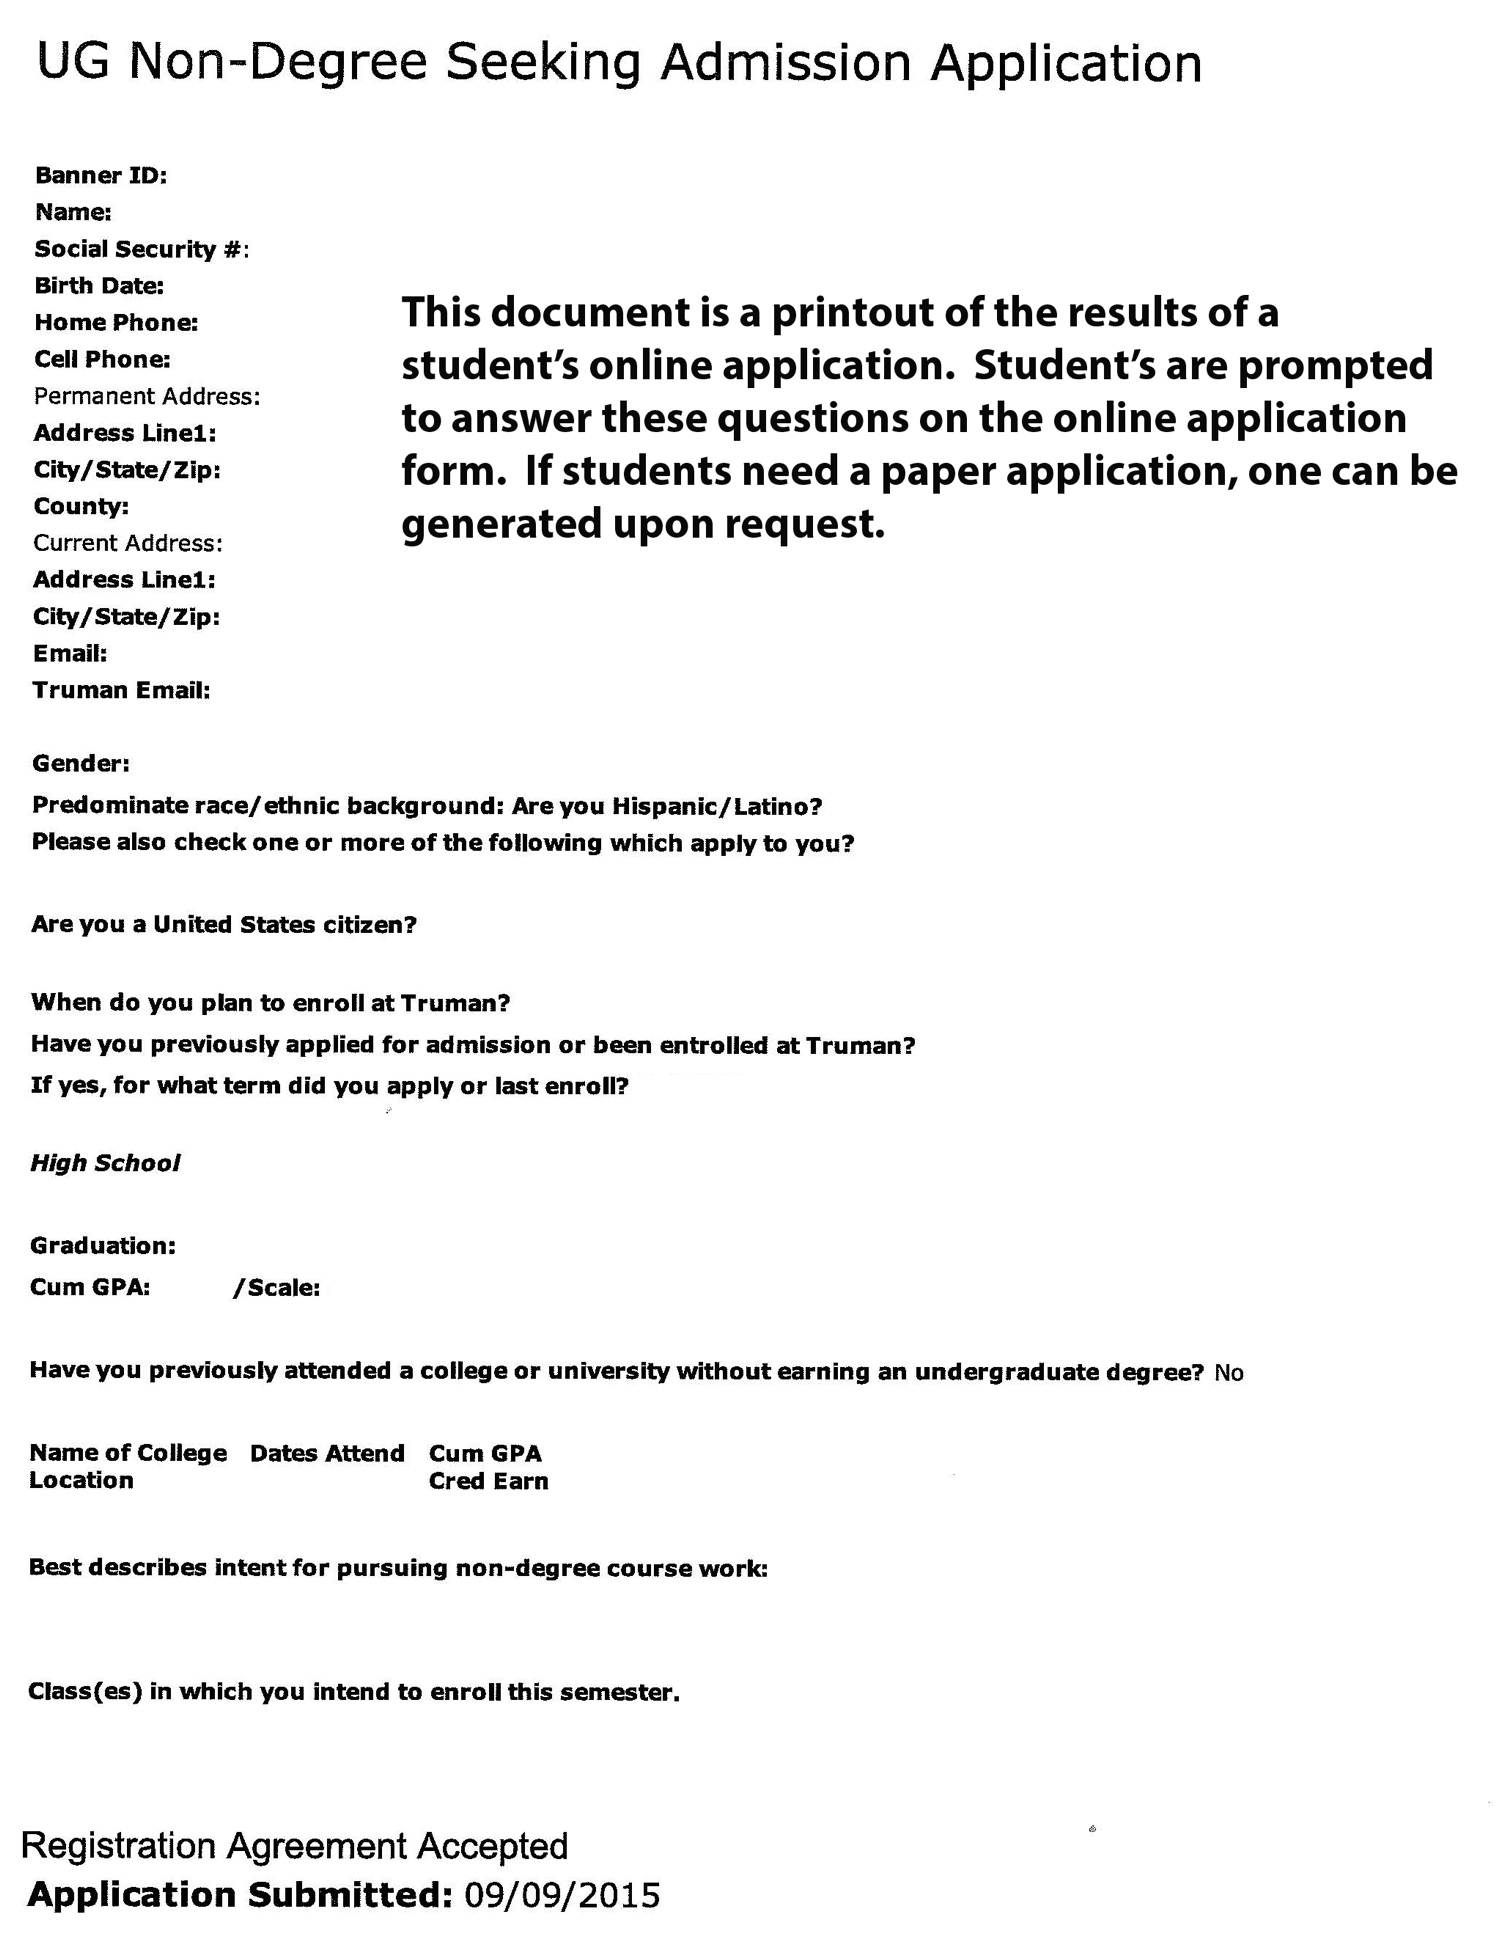 UG Non-Degree Seeking Admission Application
Banner ID:
Name:
Social Security #:
Birth Date:
Home Phone:
Cell Phone:
Permanent Address:
Address Line1:
City/State/Zip:
County:
Current Address:
Address Line1:
City/State/Zip:
Email:
Truman Email:
This document is a printout of the results of a
student's online application.  Student's are prompted
to answer these questions on the online application
form.  If students need a paper application, one can be
generated upon request.
Gender:
Predominate race/ethnic background: Are you Hispanic/Latino?
Please also check one or more of the following which apply to you?
Are you a United States citizen?
When do you plan to enroll at Truman?
Have you previously applied for admission or been entrolled at Truman?
If yes, for what term did you apply or last enroll?
High School
Graduation:
Cum GPA: /Scale:
Have you previously attended a college or university without earning an undergraduate degree? No
Name of College Dates Attend Cum GPA
Location Cred Earn
Best describes intent for pursuing non-degree course work:
Class(es) in which you intend to enroll this semester.
Registration Agreement Accepted
Application Submitted: 09/09/2015